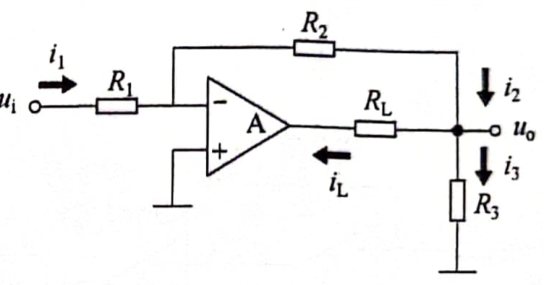 R2
i1
R1
ui
−
A
+
RL
i2
uo
iL
i3
R3